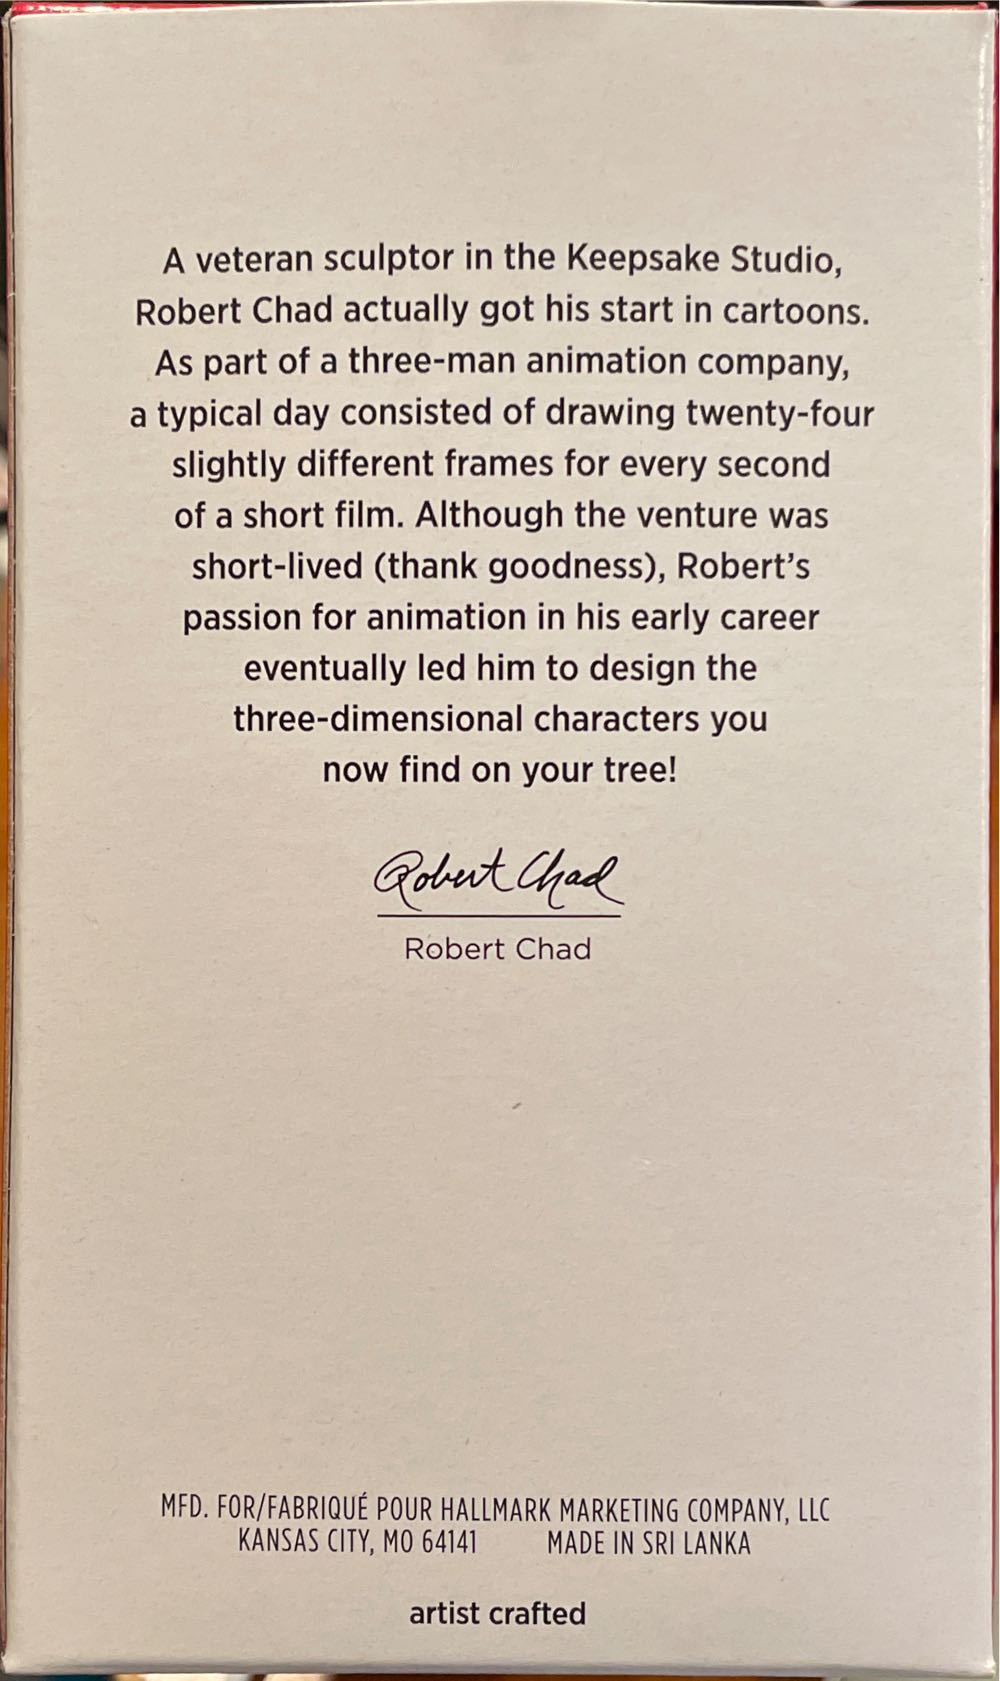 A veteran sculptor in the Keepsake Studio,
Robert Chad actually got his start in cartoons.
As part of a three-man animation company,
a typical day consisted of drawing twenty-four
slightly different frames for every second
of a short film. Although the venture was
short-lived (thank goodness), Robert's
passion for animation in his early career
eventually led him to design the
three-dimensional characters you
now find on your tree!
Robert Chad
Robert Chad
MFD. FOR/FABRIQUÉ POUR HALLMARK MARKETING COMPANY, LLC
KANSAS CITY, MO 64141 MADE IN SRI LANKA
artist crafted